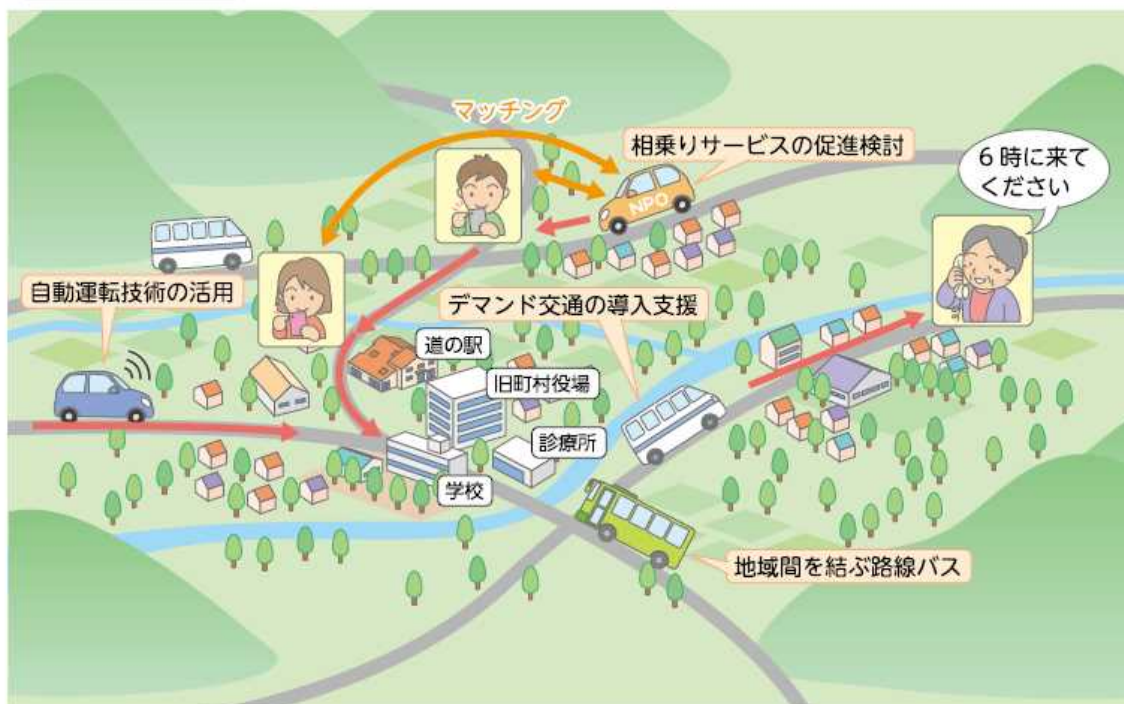 マッチング
相乗りサービスの促進検討
6時に来て
ください
NPO
自動運転技術の活用
デマンド交通の導入支援
道の駅
旧町村役場
診療所
学校
地域間を結ぶ路線バス